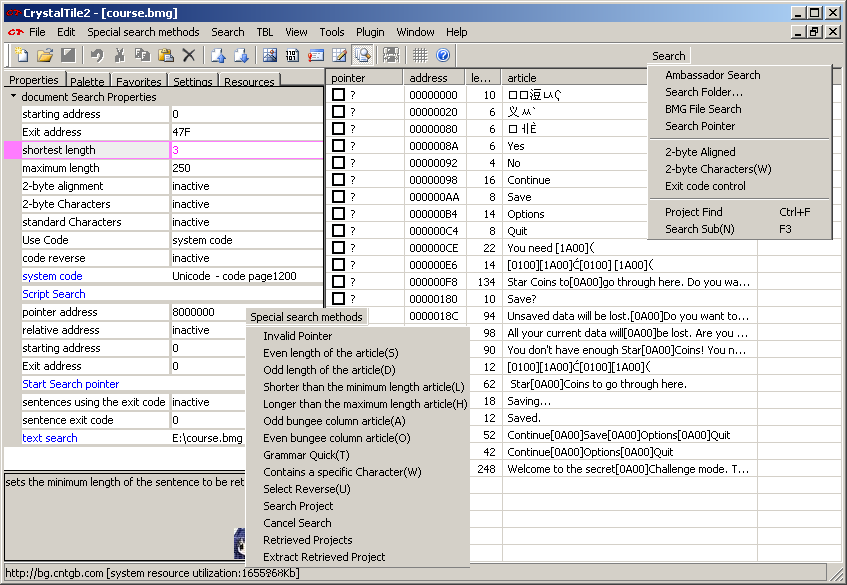 CrystalTile2 - [course.bmg]
File Edit Special search methods Search TBL View Tools Plugin Window Help
Properties Palette Favorites Settings Resources
document Search Properties
starting address 0
Exit address 47F
shortest length 3
maximum length 250
2-byte alignment inactive
2-byte Characters inactive
standard Characters inactive
Use Code system code
code reverse inactive
system code Unicode - code page1200
Script Search
pointer address 8000000
relative address inactive
starting address 0
Exit address 0
Start Search pointer
sentences using the exit code inactive
sentence exit code 0
text search E:\course.bmg
sets the minimum length of the sentence to be ret
pointer address le... article
? 00000000 10
? 00000020 6
? 00000080 6
? 0000008A 6 Yes
? 00000092 4 No
? 00000098 16 Continue
? 000000AA 8 Save
? 000000B4 14 Options
? 000000C4 8 Quit
? 000000CE 22 You need [1A00](
? 000000E6 14 [0100][1A00]Ć[0100] [1A00](
? 000000F8 134 Star Coins to[0A00]go through here. Do you wa...
? 00000180 10 Save?
? 0000018C 94 Unsaved data will be lost.[0A00]Do you want to...
98 All your current data will[0A00]be lost. Are you ...
90 You don't have enough Star[0A00]Coins! You n...
12 [0100][1A00]Ć[0100][1A00](
62 Star[0A00]Coins to go through here.
18 Saving...
12 Saved.
52 Continue[0A00]Save[0A00]Options[0A00]Quit
42 Continue[0A00]Options[0A00]Quit
248 Welcome to the secret[0A00]Challenge mode. T...
Search
Ambassador Search
Search Folder...
BMG File Search
Search Pointer
2-byte Aligned
2-byte Characters(W)
Exit code control
Project Find Ctrl+F
Search Sub(N) F3
Special search methods
Invalid Pointer
Even length of the article(S)
Odd length of the article(D)
Shorter than the minimum length article(L)
Longer than the maximum length article(H)
Odd bungee column article(A)
Even bungee column article(O)
Grammar Quick(T)
Contains a specific Character(W)
Select Reverse(U)
Search Project
Cancel Search
Retrieved Projects
Extract Retrieved Project
http://bg.cntgb.com [system resource utilization: